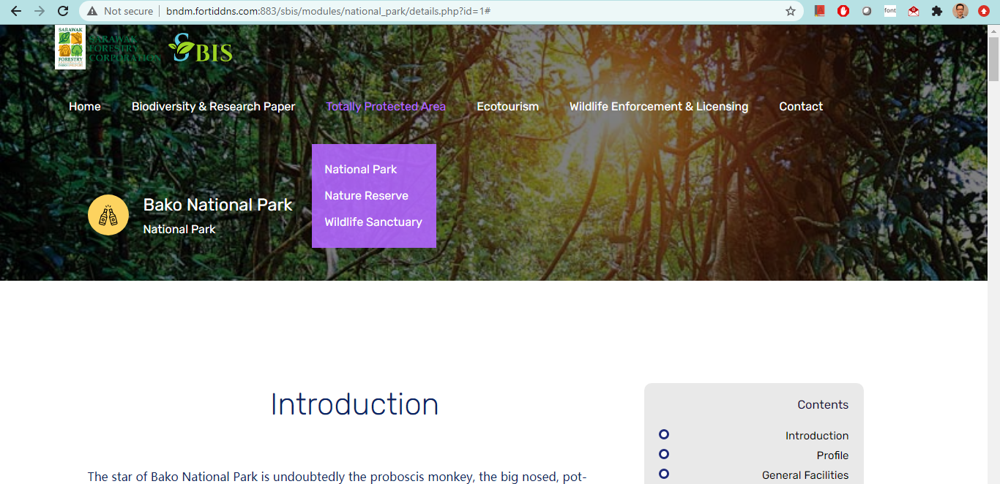 Not secure | bndm.fortiddns.com:883/sbis/modules/national_park/details.php?id=1#
font
SARAWAK
FORESTRY
SARAWAK
FORESTRY
CORPORATION
SBIS
Home Biodiversity & Research Paper Totally Protected Area Ecotourism Wildlife Enforcement & Licensing Contact
National Park
Nature Reserve
Wildlife Sanctuary
Bako National Park
National Park
Introduction
Contents
Introduction
Profile
General Facilities
The star of Bako National Park is undoubtedly the proboscis monkey, the big nosed, pot-